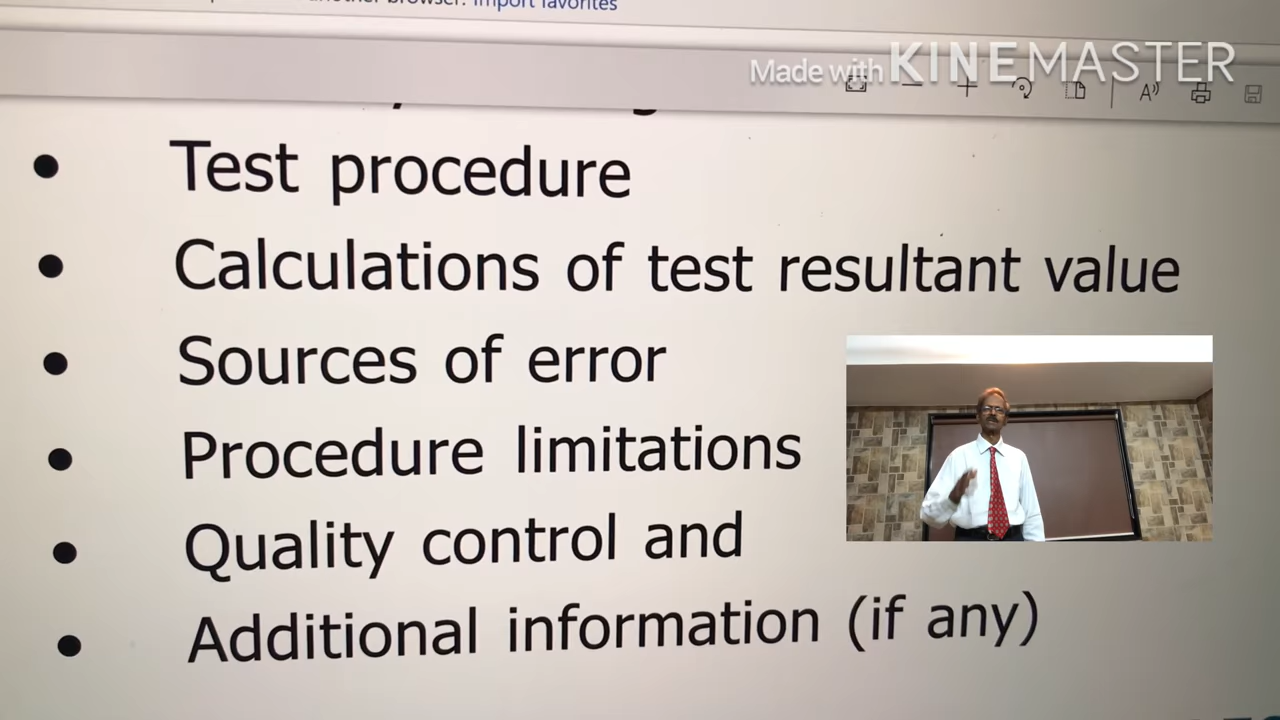 another browser. Import favorites
Made with KINEMASTER
• Test procedure
• Calculations of test resultant value
• Sources of error
• Procedure limitations
• Quality control and
• Additional information (if any)